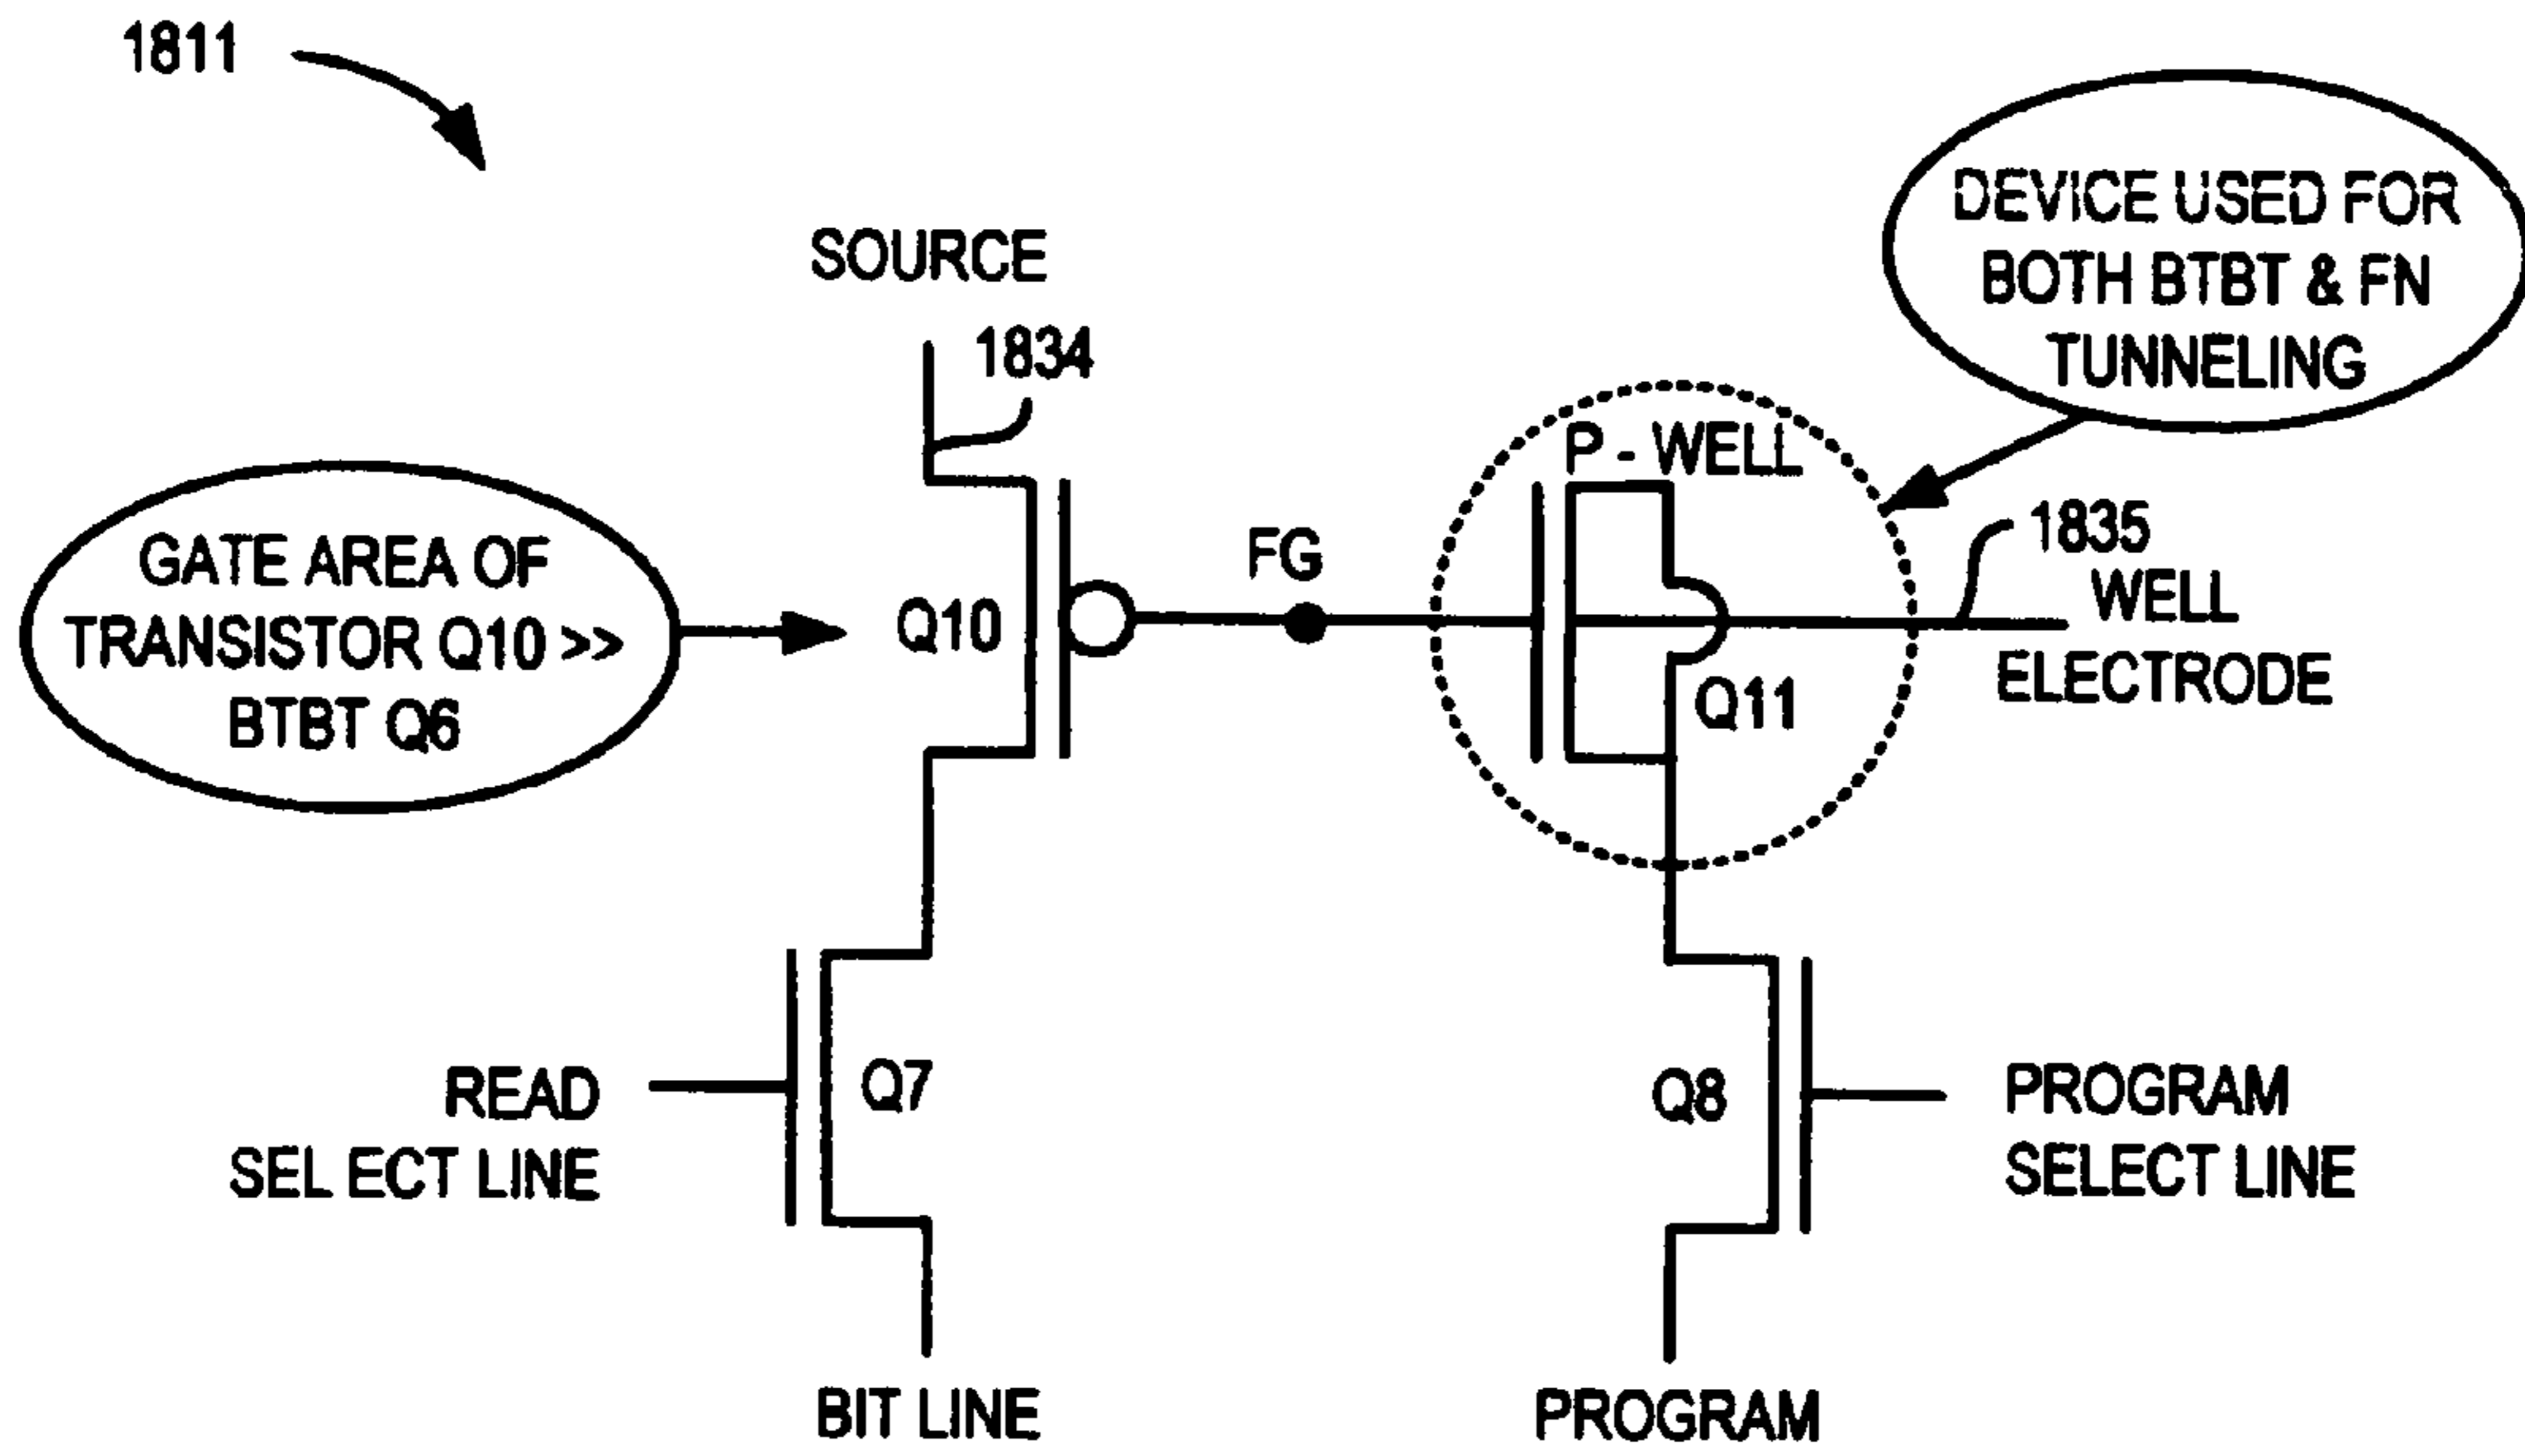 1811
SOURCE
1834
DEVICE USED FOR
BOTH BTBT & FN
TUNNELING
GATE AREA OF
TRANSISTOR Q10 >>
BTBT Q6
Q10
FG
P - WELL
Q11
1835
WELL
ELECTRODE
READ
SEL ECT LINE
Q7
Q8
PROGRAM
SELECT LINE
BIT LINE
PROGRAM